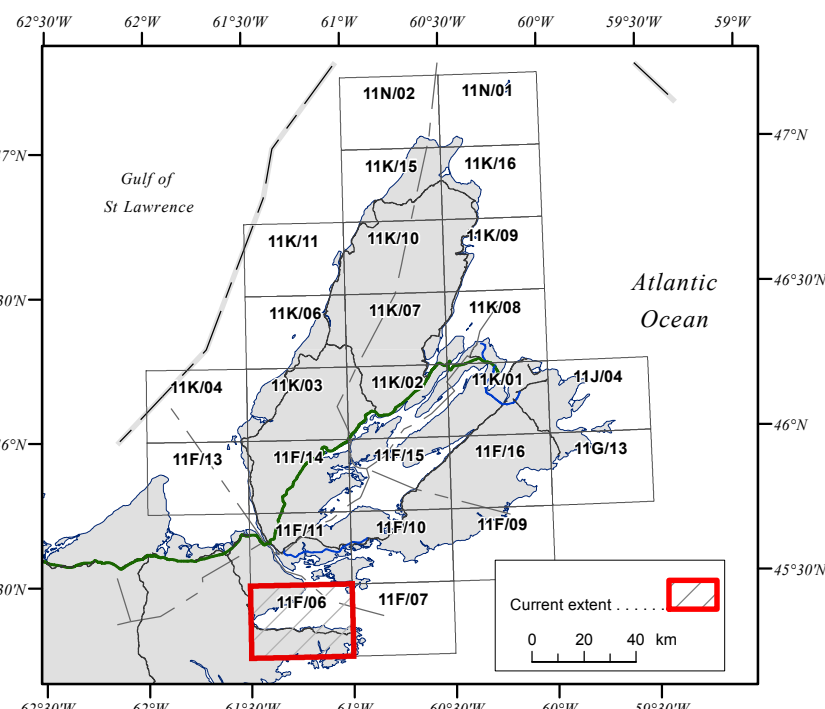 62°30'W 62°W 61°30'W 61°W 60°30'W 60°W 59°30'W 59°W
11N/02 11N/01
47°N
7°N
11K/15 11K/16
Gulf of
St Lawrence
11K/11 11K/10 11K/09
Atlantic
46°30'N
Ocean
30'N
11K/06 11K/07 11K/08
11K/04 11K/03 11K/02 11K/01 11J/04
46°N
6°N
11F/13 11F/14 11F/15 11F/16 11G/13
11F/11 11F/10 11F/09
45°30'N
30'N
11F/06 11F/07
Current extent . . . . . .
0 20 40 km
62°30'W 62°W 61°30'W 61°W 60°30'W 60°W 59°30'W